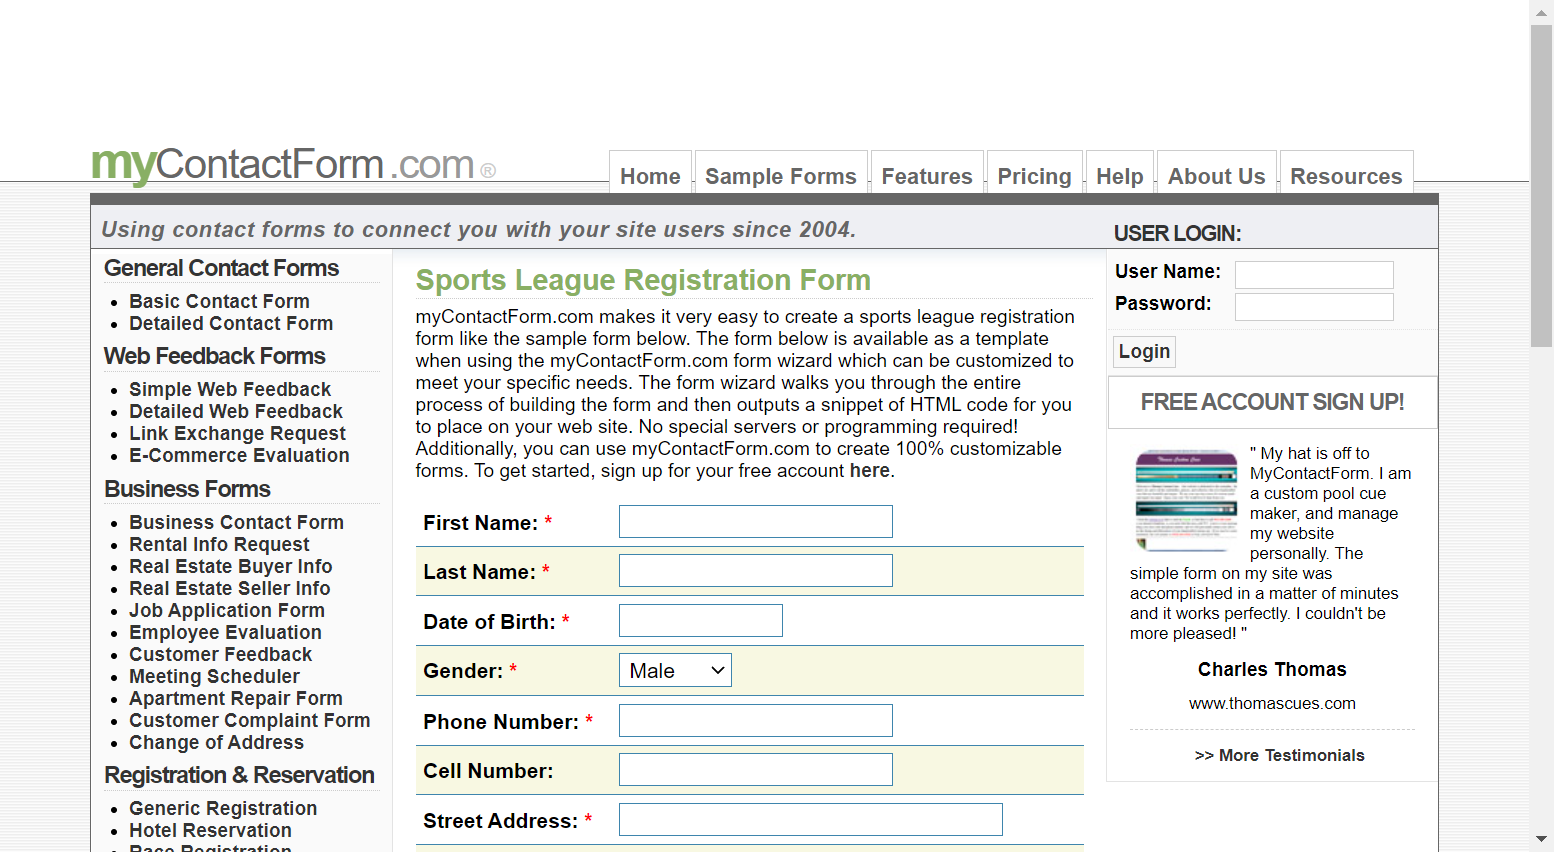 myContactForm.com®
Home
Sample Forms
Features
Pricing
Help
About Us
Resources
Using contact forms to connect you with your site users since 2004.
USER LOGIN:
General Contact Forms
Basic Contact Form
Detailed Contact Form
Web Feedback Forms
Simple Web Feedback
Detailed Web Feedback
Link Exchange Request
E-Commerce Evaluation
Business Forms
Business Contact Form
Rental Info Request
Real Estate Buyer Info
Real Estate Seller Info
Job Application Form
Employee Evaluation
Customer Feedback
Meeting Scheduler
Apartment Repair Form
Customer Complaint Form
Change of Address
Registration & Reservation
Generic Registration
Hotel Reservation
Race Registration
Sports League Registration Form
myContactForm.com makes it very easy to create a sports league registration
form like the sample form below. The form below is available as a template
when using the myContactForm.com form wizard which can be customized to
meet your specific needs. The form wizard walks you through the entire
process of building the form and then outputs a snippet of HTML code for you
to place on your web site. No special servers or programming required!
Additionally, you can use myContactForm.com to create 100% customizable
forms. To get started, sign up for your free account here.
First Name: *
Last Name: *
Date of Birth: *
Gender: * Male
Phone Number: *
Cell Number:
Street Address: *
User Name:
Password:
Login
FREE ACCOUNT SIGN UP!
" My hat is off to
MyContactForm. I am
a custom pool cue
maker, and manage
my website
personally. The
simple form on my site was
accomplished in a matter of minutes
and it works perfectly. I couldn't be
more pleased! "
Charles Thomas
www.thomascues.com
>> More Testimonials